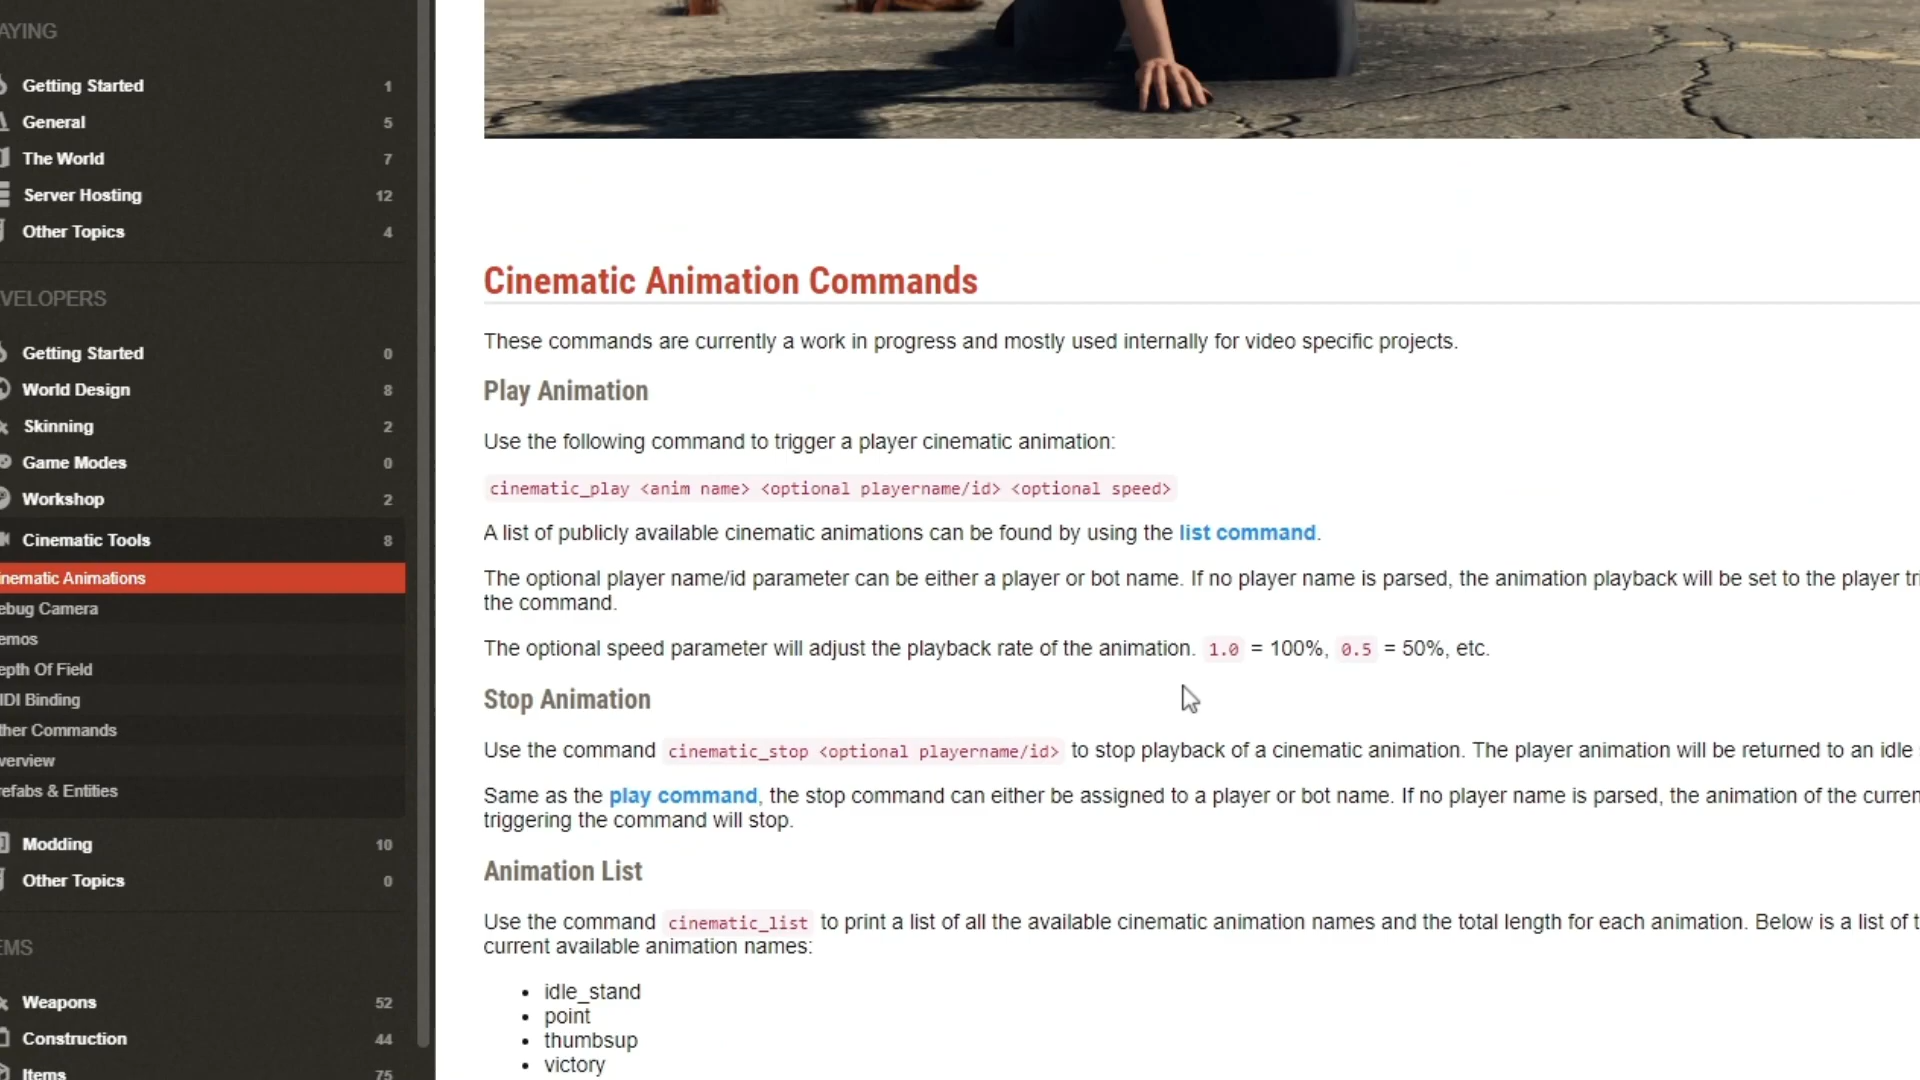 AYING
Getting Started 1
General 5
The World 7
Server Hosting 12
Other Topics 4
VELOPERS
Getting Started 0
World Design 8
Skinning 2
Game Modes 0
Workshop 2
Cinematic Tools 8
nematic Animations
ebug Camera
emos
epth Of Field
IDI Binding
ther Commands
verview
refabs & Entities
Modding 10
Other Topics 0
EMS
Weapons 52
Construction 44
Items 75
Cinematic Animation Commands
These commands are currently a work in progress and mostly used internally for video specific projects.
Play Animation
Use the following command to trigger a player cinematic animation:
cinematic_play <anim name> <optional playername/id> <optional speed>
A list of publicly available cinematic animations can be found by using the list command.
The optional player name/id parameter can be either a player or bot name. If no player name is parsed, the animation playback will be set to the player tri
the command.
The optional speed parameter will adjust the playback rate of the animation. 1.0 = 100%, 0.5 = 50%, etc.
Stop Animation
Use the command cinematic_stop <optional playername/id> to stop playback of a cinematic animation. The player animation will be returned to an idle
Same as the play command, the stop command can either be assigned to a player or bot name. If no player name is parsed, the animation of the curren
triggering the command will stop.
Animation List
Use the command cinematic_list to print a list of all the available cinematic animation names and the total length for each animation. Below is a list of t
current available animation names:
• idle_stand
• point
• thumbsup
• victory